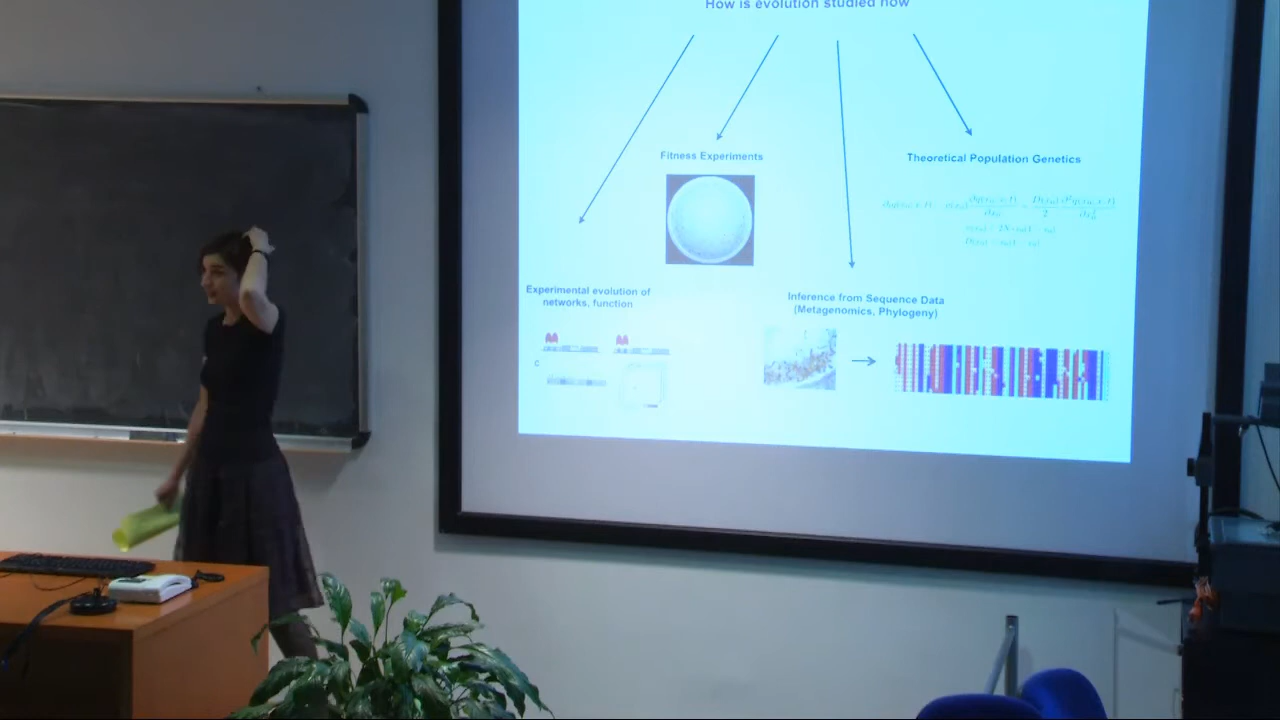 How is evolution studied now
Fitness Experiments
Theoretical Population Genetics
Experimental evolution of
networks, function
Inference from Sequence Data
(Metagenomics, Phylogeny)
C